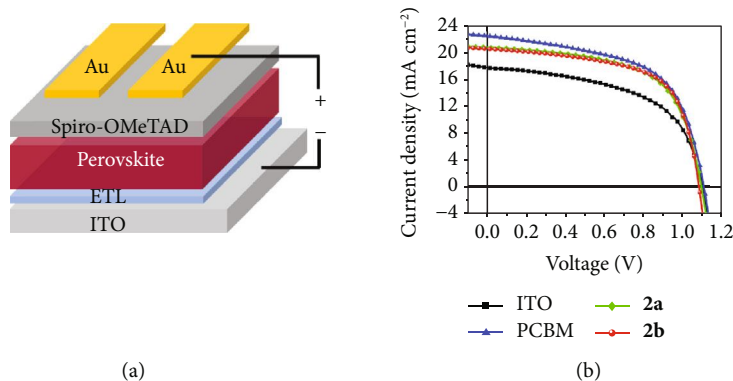 Au
Au
Spiro-OMeTAD
Perovskite
ETL
ITO
+
−
(a)
Current density (mA cm−2)
24
20
16
12
8
4
0
−4
0.0 0.2 0.4 0.6 0.8 1.0 1.2
Voltage (V)
ITO 2a
PCBM 2b
(b)